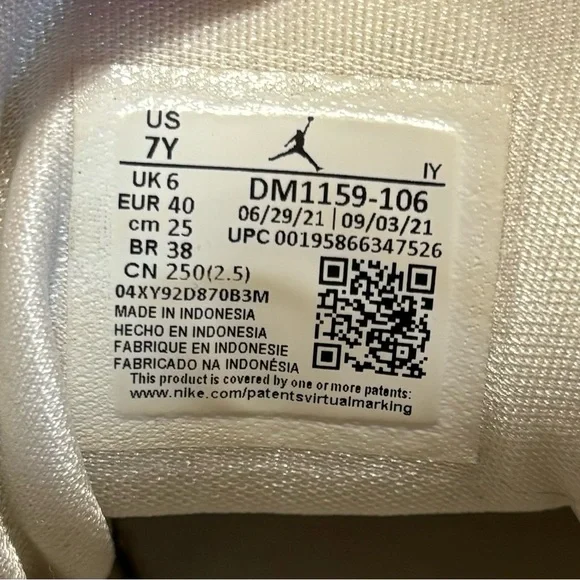 US
7Y
IY
UK 6
EUR 40
cm 25
BR 38
CN 250(2.5)
DM1159-106
06/29/21 | 09/03/21
UPC 00195866347526
04XY92D870B3M
MADE IN INDONESIA
HECHO EN INDONESIA
FABRIQUE EN INDONESIE
FABRICADO NA INDONÉSIA
This product is covered by one or more patents:
www.nike.com/patentsvirtualmarking